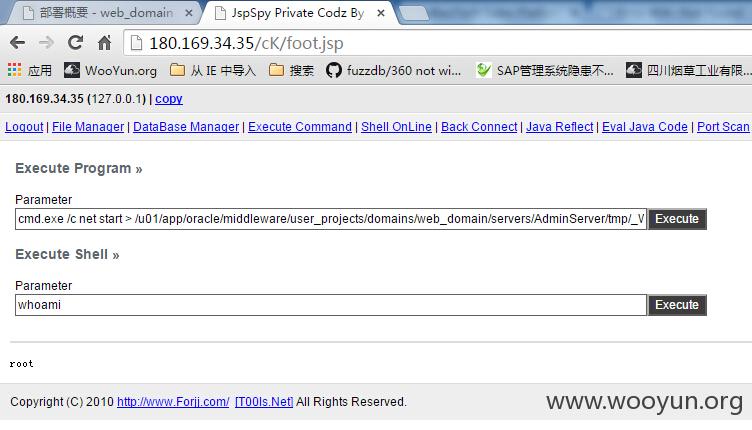 部署概要 - web_domain
JspSpy Private Codz By
180.169.34.35/cK/foot.jsp
应用 WooYun.org 从 IE 中导入 搜索 fuzzdb/360 not wi... SAP管理系统隐患不... 四川烟草工业有限...
180.169.34.35 (127.0.0.1) | copy
Logout | File Manager | DataBase Manager | Execute Command | Shell OnLine | Back Connect | Java Reflect | Eval Java Code | Port Scan
Execute Program »
Parameter
cmd.exe /c net start > /u01/app/oracle/middleware/user_projects/domains/web_domain/servers/AdminServer/tmp/_W Execute
Execute Shell »
Parameter
whoami Execute
root
Copyright (C) 2010 http://www.Forjj.com/ [T00ls.Net] All Rights Reserved.
www.wooyun.org